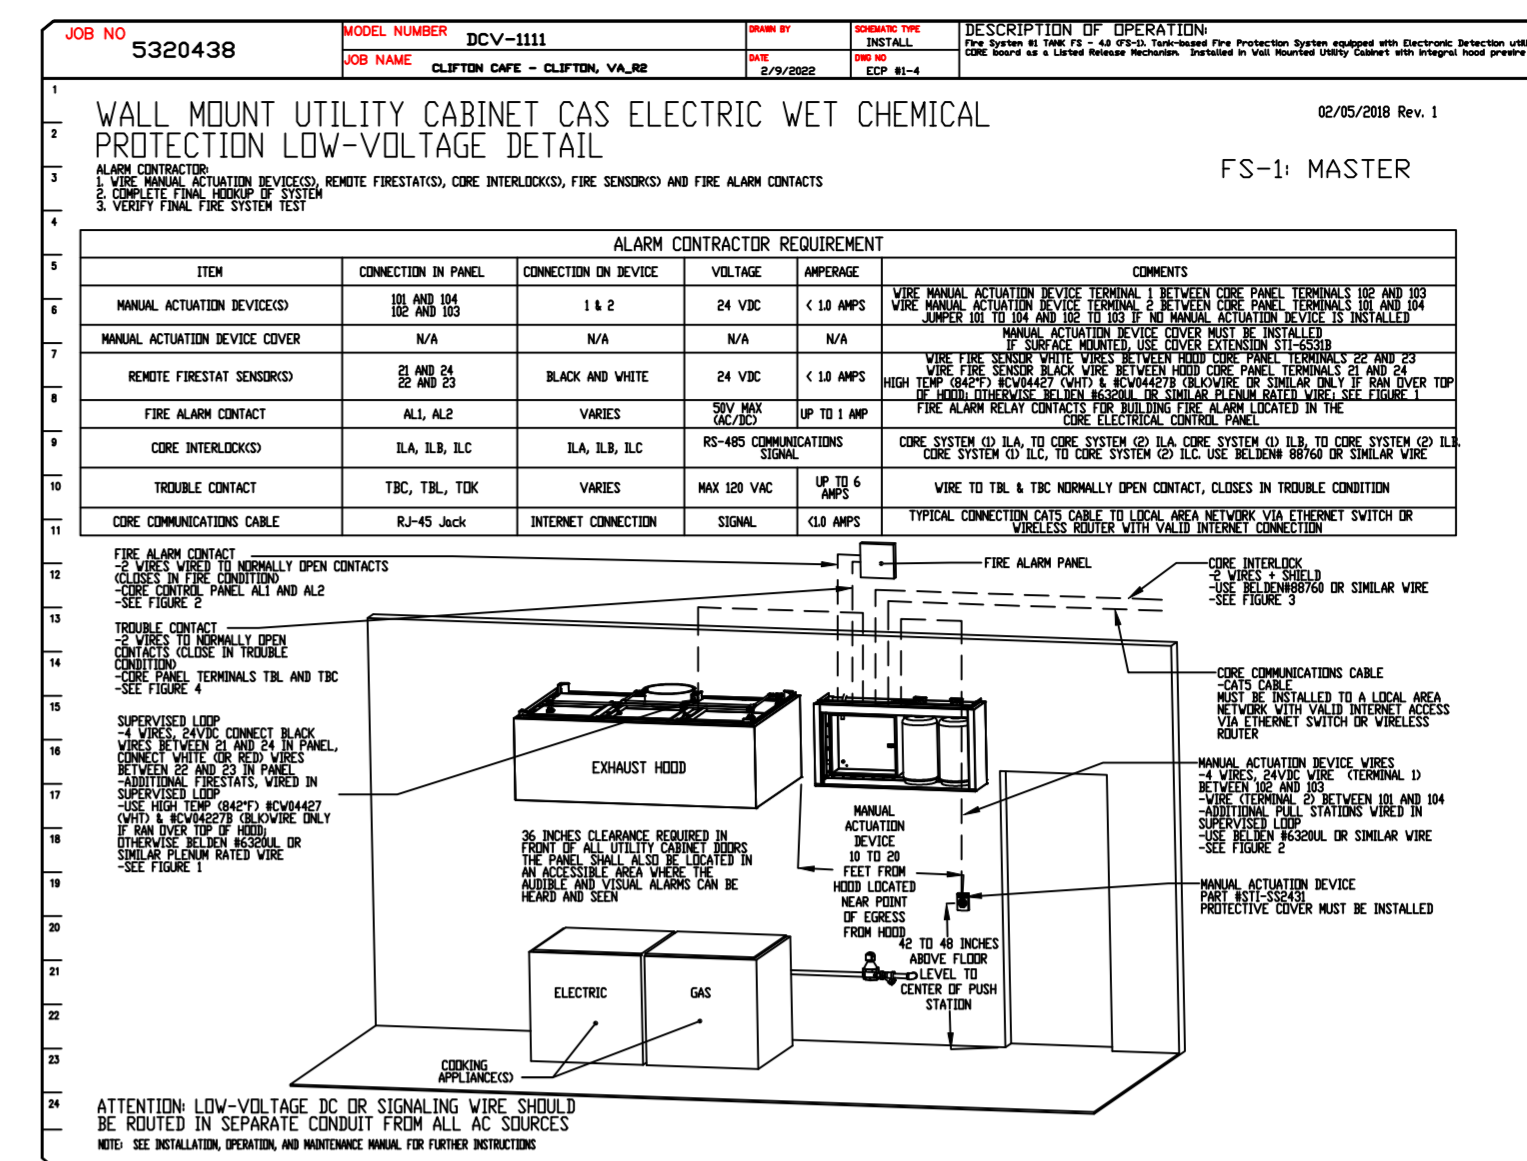 JOB NO
5320438
MODEL NUMBER
DCV-1111
JOB NAME
CLIFTON CAFE - CLIFTON, VA_R2
DRAWN BY
DATE
2/9/2022
SCHEMATIC TYPE
INSTALL
DWG NO
ECP #1-4
DESCRIPTION OF OPERATION:
Fire System #1 TANK FS - 4.0 (FS-1). Tank-based Fire Protection System equipped with Electronic Detection
CORE board as a Listed Release Mechanism. Installed in Wall Mounted Utility Cabinet with integral hood prewire
1
2
3
4
5
6
7
8
9
10
11
12
13
14
15
16
17
18
19
20
21
22
23
24
WALL MOUNT UTILITY CABINET CAS ELECTRIC WET CHEMICAL
PROTECTION LOW-VOLTAGE DETAIL
02/05/2018 Rev. 1
FS-1: MASTER
ALARM CONTRACTOR:
1. WIRE MANUAL ACTUATION DEVICE(S), REMOTE FIRESTAT(S), CORE INTERLOCK(S), FIRE SENSOR(S) AND FIRE ALARM CONTACTS
2. COMPLETE FINAL HOOKUP OF SYSTEM
3. VERIFY FINAL FIRE SYSTEM TEST
ALARM CONTRACTOR REQUIREMENT
ITEM
CONNECTION IN PANEL
CONNECTION ON DEVICE
VOLTAGE
AMPERAGE
COMMENTS
MANUAL ACTUATION DEVICE(S)
101 AND 104
102 AND 103
1 & 2
24 VDC
< 1.0 AMPS
WIRE MANUAL ACTUATION DEVICE TERMINAL 1 BETWEEN CORE PANEL TERMINALS 102 AND 103
WIRE MANUAL ACTUATION DEVICE TERMINAL 2 BETWEEN CORE PANEL TERMINALS 101 AND 104
JUMPER 101 TO 104 AND 102 TO 103 IF NO MANUAL ACTUATION DEVICE IS INSTALLED
MANUAL ACTUATION DEVICE COVER
N/A
N/A
N/A
N/A
MANUAL ACTUATION DEVICE COVER MUST BE INSTALLED
IF SURFACE MOUNTED, USE COVER EXTENSION STI-6531B
REMOTE FIRESTAT SENSOR(S)
21 AND 24
22 AND 23
BLACK AND WHITE
24 VDC
< 1.0 AMPS
WIRE FIRE SENSOR WHITE WIRES BETWEEN HOOD CORE PANEL TERMINALS 22 AND 23
WIRE FIRE SENSOR BLACK WIRE BETWEEN HOOD CORE PANEL TERMINALS 21 AND 24
HIGH TEMP (842°F) #CW04427 (WHT) & #CW04427B (BLK)WIRE OR SIMILAR ONLY IF RAN OVER TOP
OF HOOD; OTHERWISE BELDEN #6320UL OR SIMILAR PLENUM RATED WIRE; SEE FIGURE 1
FIRE ALARM CONTACT
AL1, AL2
VARIES
50V MAX
(AC/DC)
UP TO 1 AMP
FIRE ALARM RELAY CONTACTS FOR BUILDING FIRE ALARM LOCATED IN THE
CORE ELECTRICAL CONTROL PANEL
CORE INTERLOCK(S)
ILA, ILB, ILC
ILA, ILB, ILC
RS-485 COMMUNICATIONS
SIGNAL
CORE SYSTEM (1) ILA, TO CORE SYSTEM (2) ILA. CORE SYSTEM (1) ILB, TO CORE SYSTEM (2) ILB.
CORE SYSTEM (1) ILC, TO CORE SYSTEM (2) ILC. USE BELDEN# 88760 OR SIMILAR WIRE
TROUBLE CONTACT
TBC, TBL, TOK
VARIES
MAX 120 VAC
UP TO 6
AMPS
WIRE TO TBL & TBC NORMALLY OPEN CONTACT, CLOSES IN TROUBLE CONDITION
CORE COMMUNICATIONS CABLE
RJ-45 Jack
INTERNET CONNECTION
SIGNAL
<1.0 AMPS
TYPICAL CONNECTION CAT5 CABLE TO LOCAL AREA NETWORK VIA ETHERNET SWITCH OR
WIRELESS ROUTER WITH VALID INTERNET CONNECTION
FIRE ALARM CONTACT
-2 WIRES WIRED TO NORMALLY OPEN CONTACTS
(CLOSES IN FIRE CONDITION)
-CORE CONTROL PANEL AL1 AND AL2
-SEE FIGURE 2
FIRE ALARM PANEL
CORE INTERLOCK
-2 WIRES + SHIELD
-USE BELDEN#88760 OR SIMILAR WIRE
-SEE FIGURE 3
TROUBLE CONTACT
-2 WIRES TO NORMALLY OPEN
CONTACTS (CLOSE IN TROUBLE
CONDITION)
-CORE PANEL TERMINALS TBL AND TBC
-SEE FIGURE 4
CORE COMMUNICATIONS CABLE
-CAT5 CABLE
MUST BE INSTALLED TO A LOCAL AREA
NETWORK WITH VALID INTERNET ACCESS
VIA ETHERNET SWITCH OR WIRELESS
ROUTER
SUPERVISED LOOP
-4 WIRES, 24VDC CONNECT BLACK
WIRES BETWEEN 21 AND 24 IN PANEL,
CONNECT WHITE (OR RED) WIRES
BETWEEN 22 AND 23 IN PANEL
-ADDITIONAL FIRESTATS, WIRED IN
SUPERVISED LOOP
-USE HIGH TEMP (842°F) #CW04427
(WHT) & #CW04227B (BLK)WIRE ONLY
IF RAN OVER TOP OF HOOD;
OTHERWISE BELDEN #6320UL OR
SIMILAR PLENUM RATED WIRE
-SEE FIGURE 1
EXHAUST HOOD
MANUAL ACTUATION DEVICE WIRES
-4 WIRES, 24VDC WIRE (TERMINAL 1)
BETWEEN 102 AND 103
-WIRE (TERMINAL 2) BETWEEN 101 AND 104
-ADDITIONAL PULL STATIONS WIRED IN
SUPERVISED LOOP
-USE BELDEN #6320UL OR SIMILAR WIRE
-SEE FIGURE 2
36 INCHES CLEARANCE REQUIRED IN
FRONT OF ALL UTILITY CABINET DOORS
THE PANEL SHALL ALSO BE LOCATED IN
AN ACCESSIBLE AREA WHERE THE
AUDIBLE AND VISUAL ALARMS CAN BE
HEARD AND SEEN
MANUAL
ACTUATION
DEVICE
10 TO 20
FEET FROM
HOOD LOCATED
NEAR POINT
OF EGRESS
FROM HOOD
MANUAL ACTUATION DEVICE
PART #STI-SS2431
PROTECTIVE COVER MUST BE INSTALLED
42 TO 48 INCHES
ABOVE FLOOR
LEVEL TO
CENTER OF PUSH
STATION
ELECTRIC
GAS
COOKING
APPLIANCE(S)
ATTENTION: LOW-VOLTAGE DC OR SIGNALING WIRE SHOULD
BE ROUTED IN SEPARATE CONDUIT FROM ALL AC SOURCES
NOTE: SEE INSTALLATION, OPERATION, AND MAINTENANCE MANUAL FOR FURTHER INSTRUCTIONS